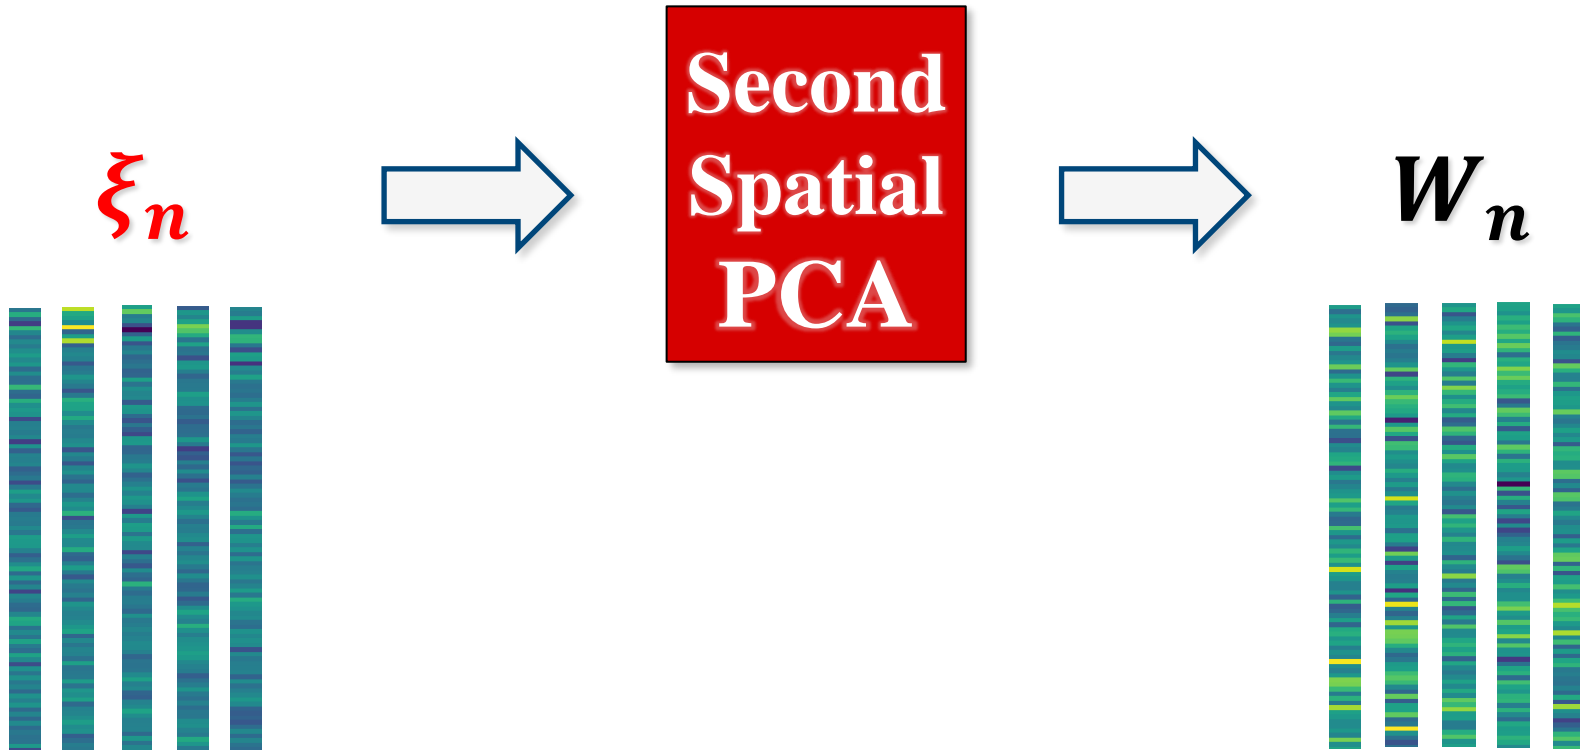 ξₙ
Second
Spatial
PCA
Wₙ